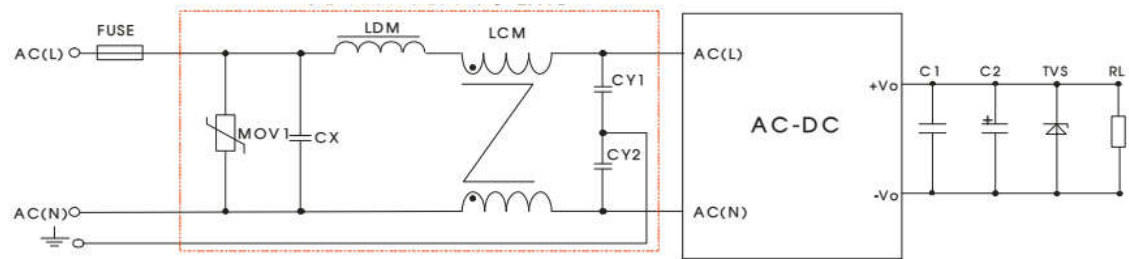 FUSE
LDM
LCM
AC(L)
AC(L)
C1
C2
TVS
RL
CY1
+Vo
MOV1
CX
AC-DC
+
CY2
-Vo
AC(N)
AC(N)